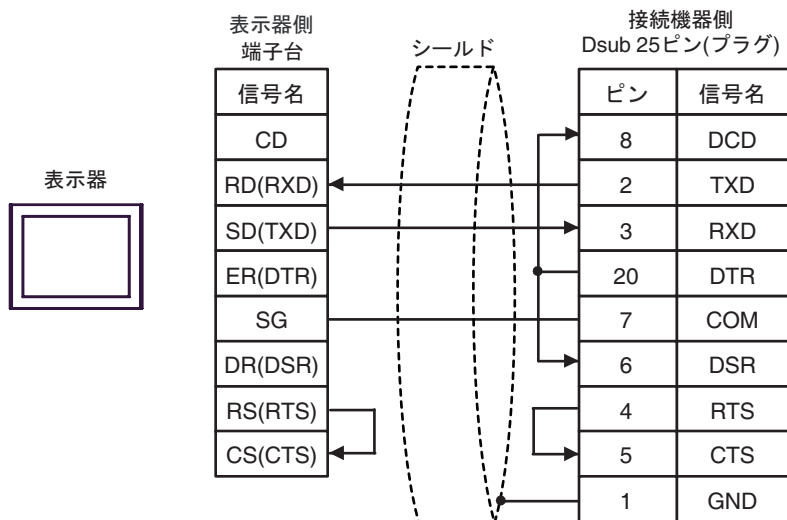 表示器側
端子台
シールド
接続機器側
Dsub 25ピン(プラグ)
表示器
信号名
CD
RD(RXD)
SD(TXD)
ER(DTR)
SG
DR(DSR)
RS(RTS)
CS(CTS)
ピン 信号名
8 DCD
2 TXD
3 RXD
20 DTR
7 COM
6 DSR
4 RTS
5 CTS
1 GND